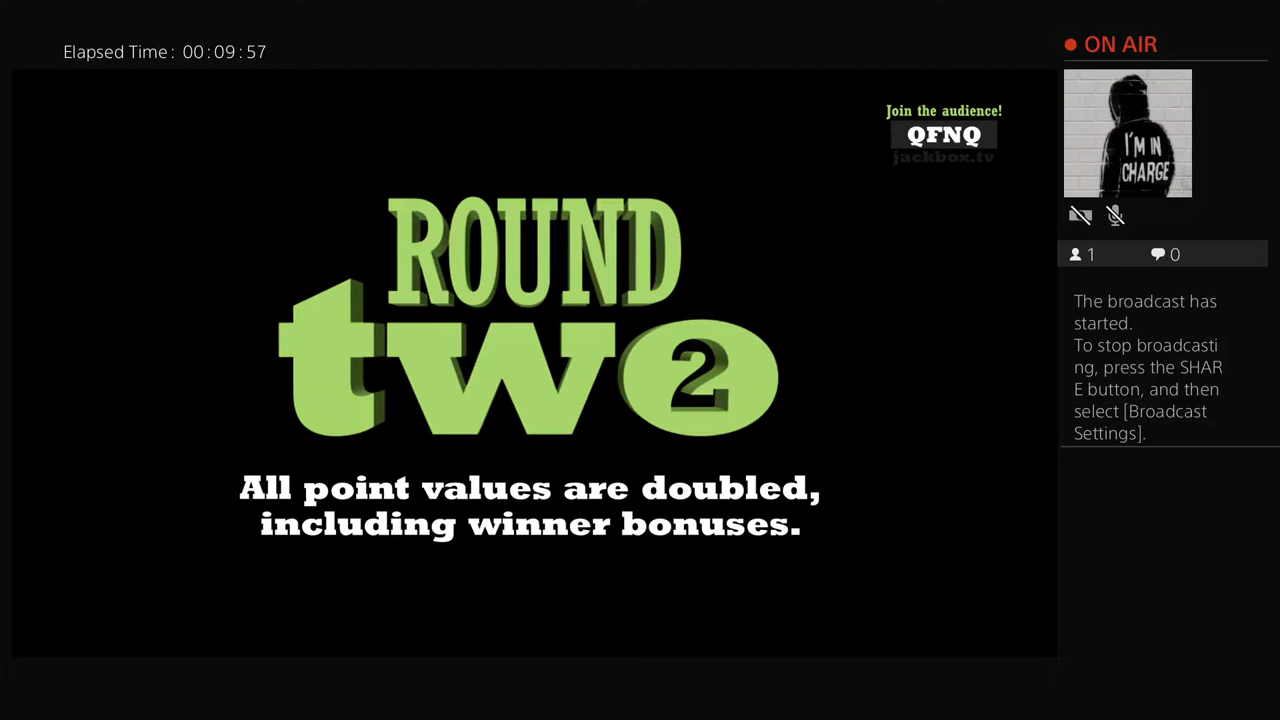 Elapsed Time: 00:09:57
ON AIR
Join the audience!
QFNQ
jackbox.tv
I'M IN
CHARGE
1
0
ROUND
two
2
All point values are doubled,
including winner bonuses.
The broadcast has
started.
To stop broadcasti
ng, press the SHAR
E button, and then
select [Broadcast
Settings].